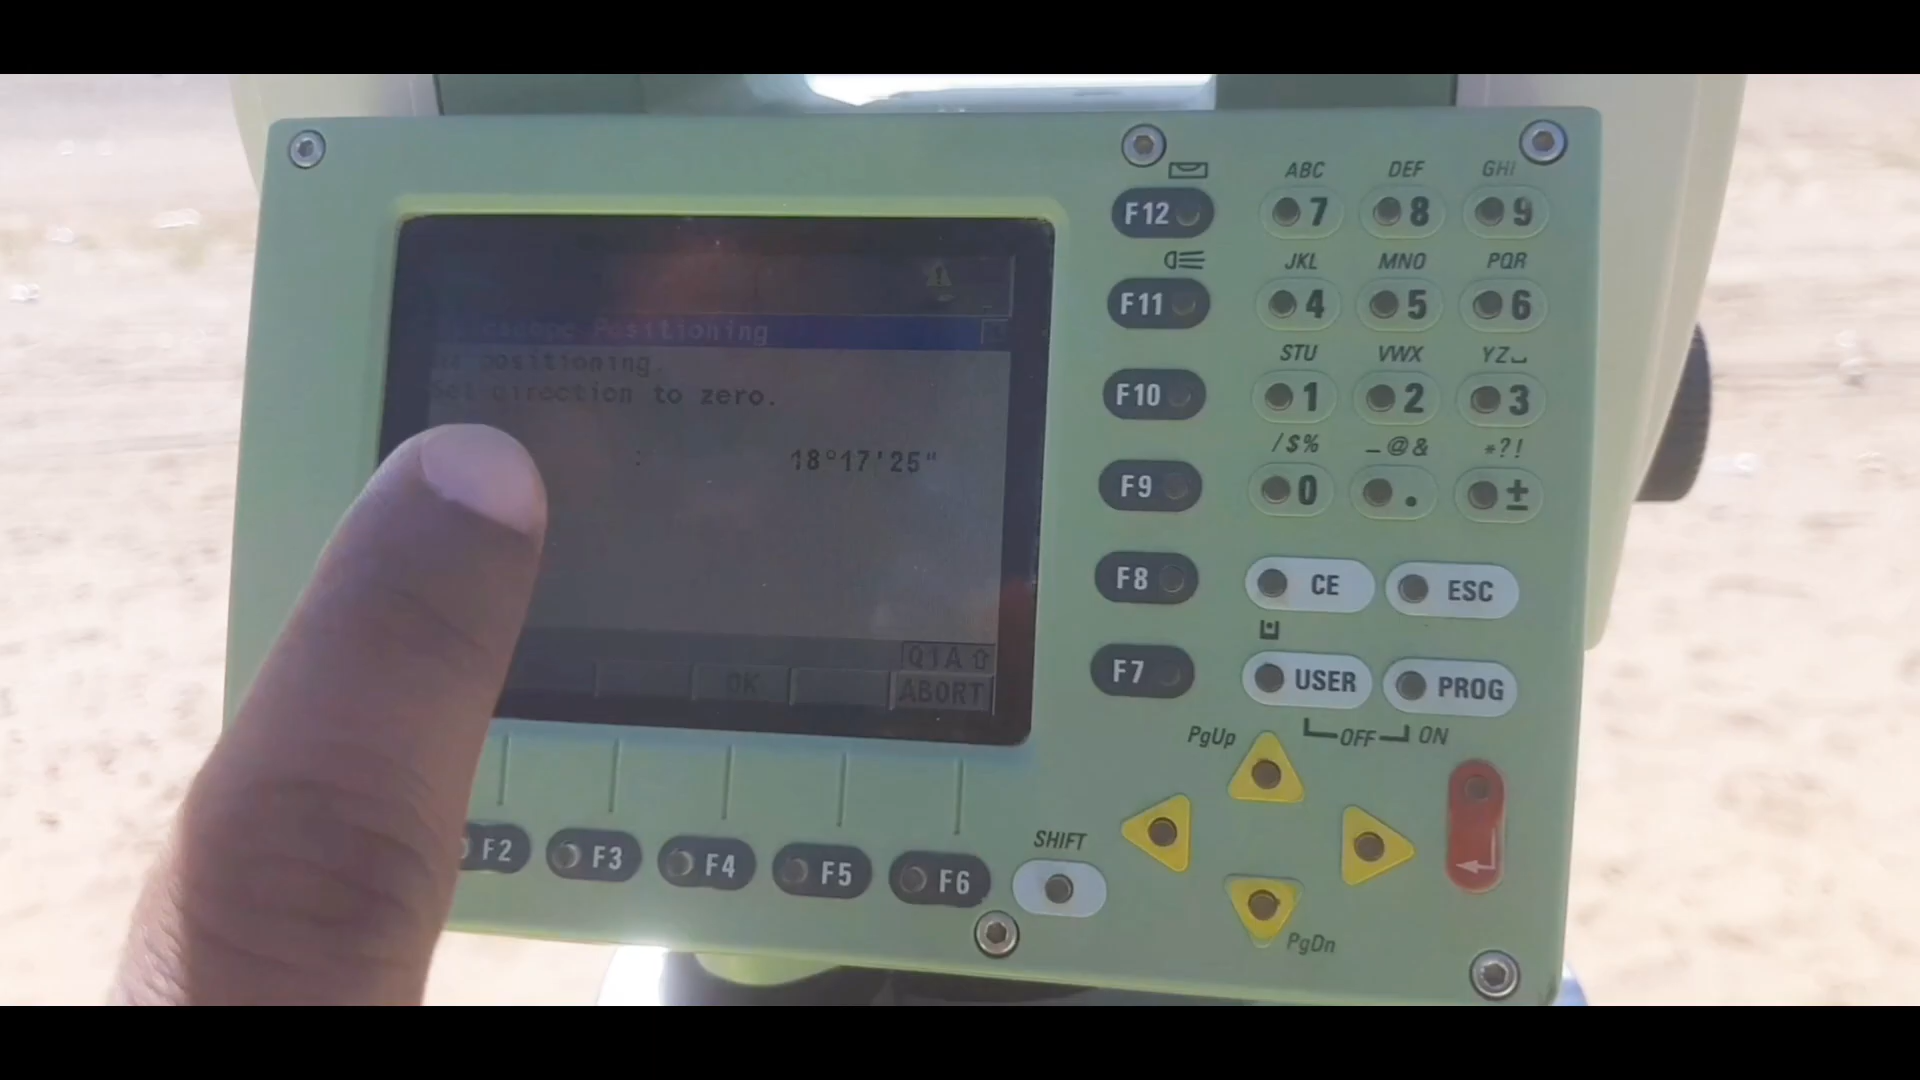 Positioning
positioning.
Set direction to zero.
: 18°17'25"
Q1A⇧
OK ABORT
F12
F11
F10
F9
F8
F7
ABC DEF GHI
7 8 9
JKL MNO PQR
4 5 6
STU VWX YZ⎵
1 2 3
/$% _@& *?!
0 . ±
CE ESC
USER PROG
OFF ON
PgUp
PgDn
SHIFT
F2 F3 F4 F5 F6